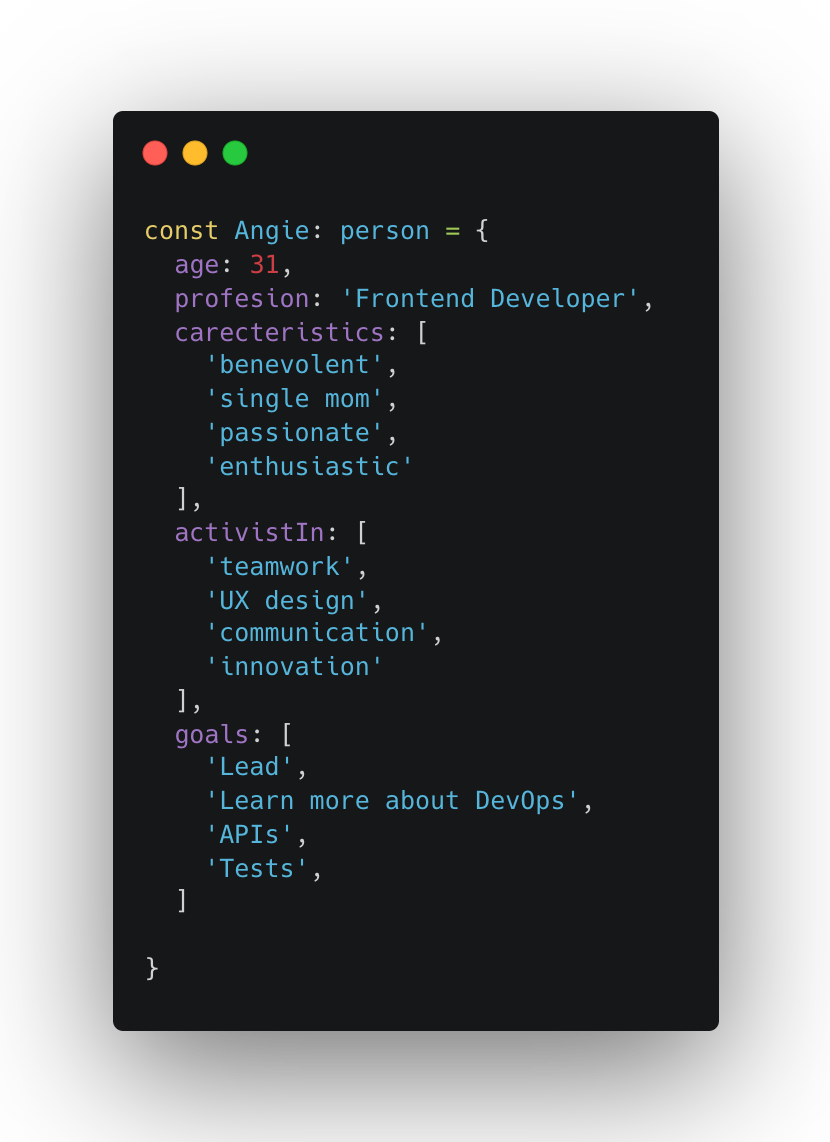 const Angie: person = {
  age: 31,
  profesion: 'Frontend Developer',
  carecteristics: [
    'benevolent',
    'single mom',
    'passionate',
    'enthusiastic'
  ],
  activistIn: [
    'teamwork',
    'UX design',
    'communication',
    'innovation'
  ],
  goals: [
    'Lead',
    'Learn more about DevOps',
    'APIs',
    'Tests',
  ]
}